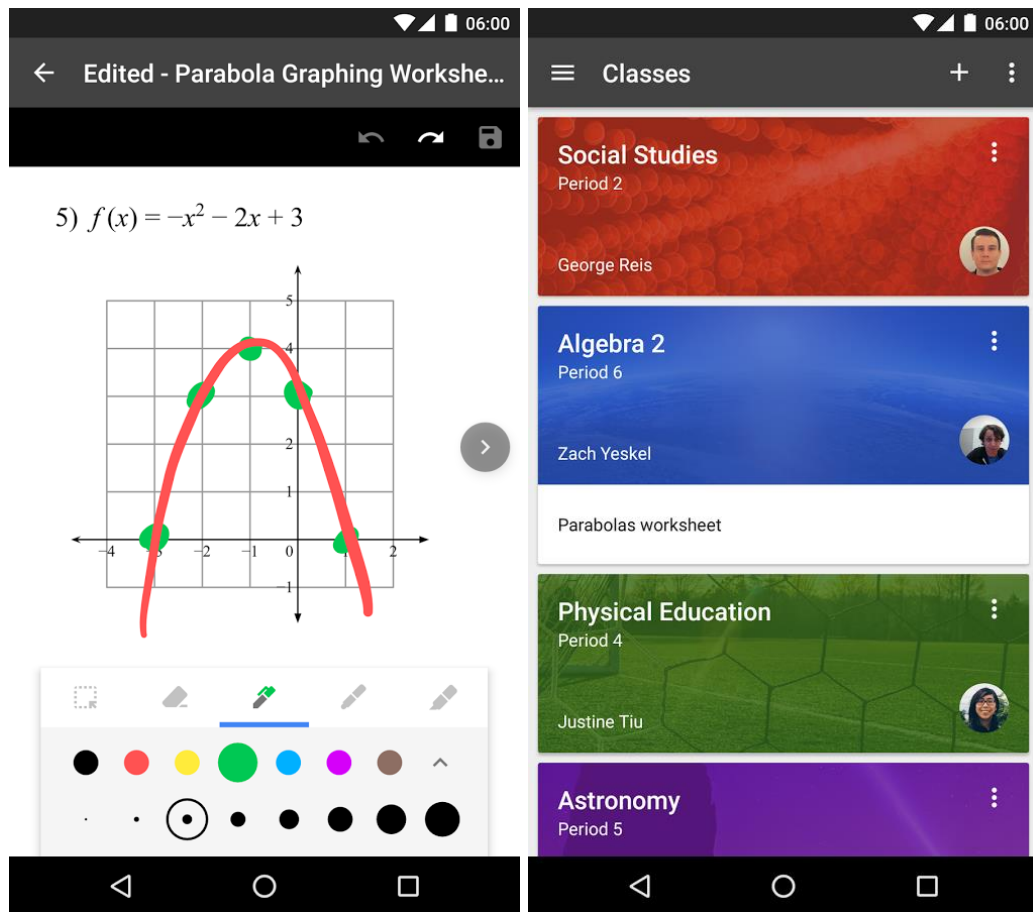 06:00
Edited - Parabola Graphing Workshe...
5) f(x) = −x² − 2x + 3
5
4
2
1
−4
−2
−1
0
1
2
−1
06:00
Classes
Social Studies
Period 2
George Reis
Algebra 2
Period 6
Zach Yeskel
Parabolas worksheet
Physical Education
Period 4
Justine Tiu
Astronomy
Period 5